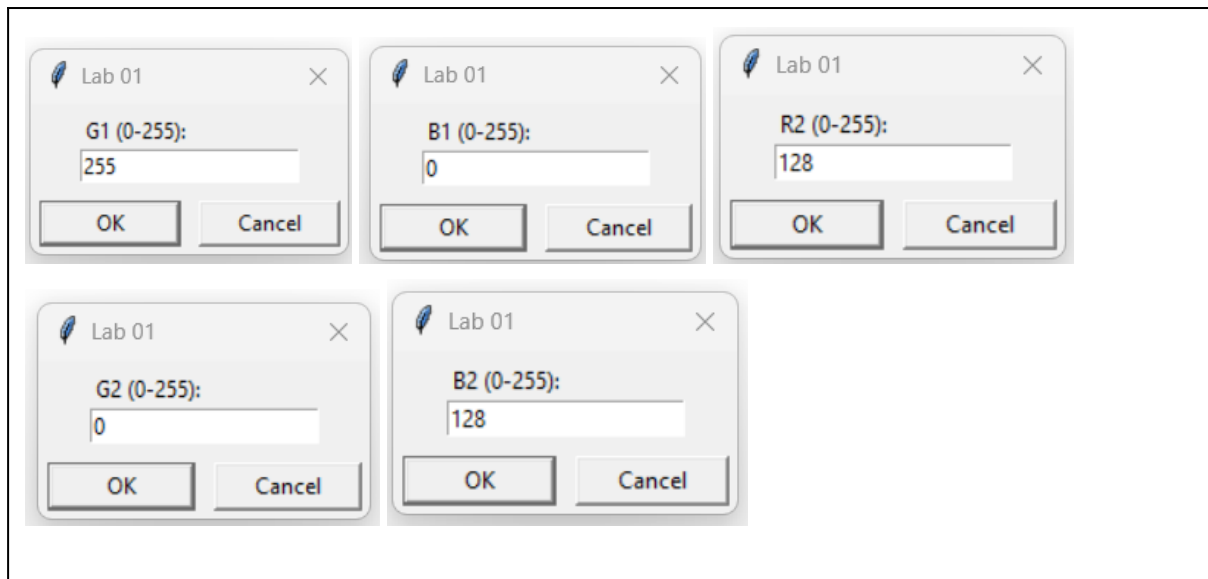 Lab 01
G1 (0-255):
255
OK Cancel
Lab 01
B1 (0-255):
0
OK Cancel
Lab 01
R2 (0-255):
128
OK Cancel
Lab 01
G2 (0-255):
0
OK Cancel
Lab 01
B2 (0-255):
128
OK Cancel